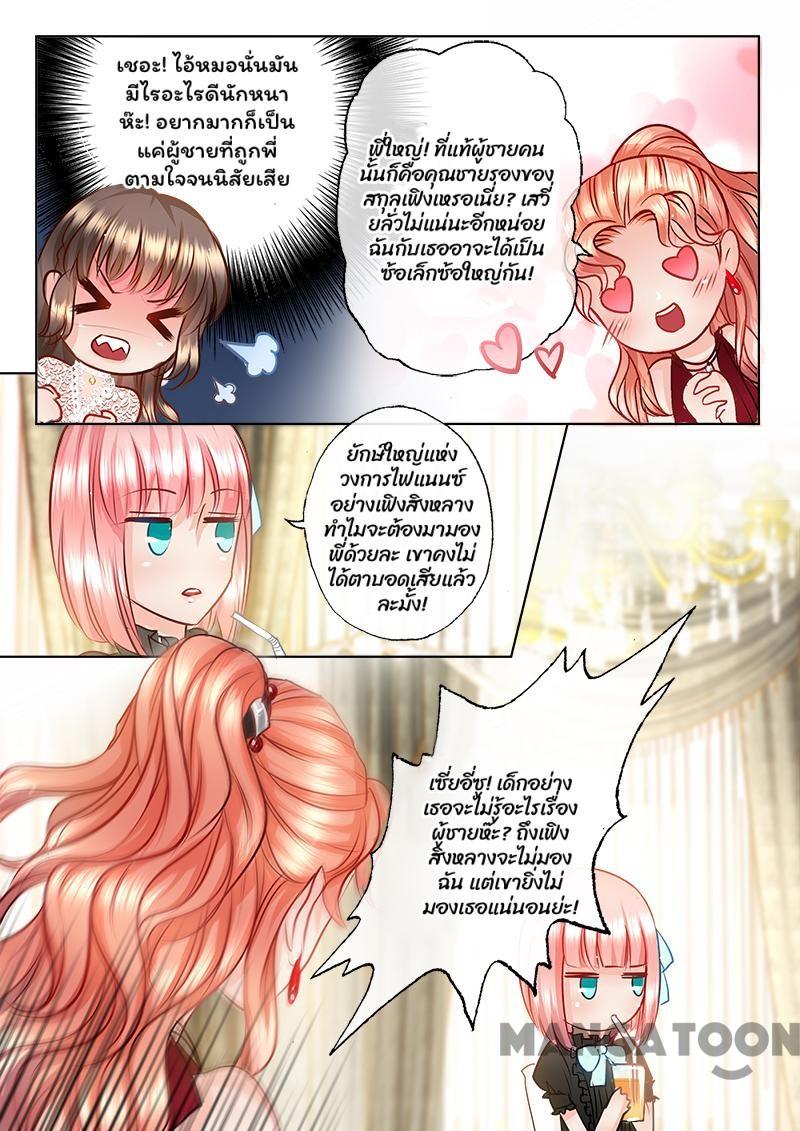 เชอะ! ไอ้หมอนั่นมัน
มีไรอะไรดีนักหนา
ห๊ะ! อยากมากก็เป็น
แค่ผู้ชายที่ถูกพี่
ตามใจจนนิสัยเสีย
พี่ใหญ่! ที่แท้ผู้ชายคน
นั้นก็คือคุณชายรองของ
สกุลเฟิงเหรอเนี่ย? เสวี่
ยลั่วไม่แน่นะอีกหน่อย
ฉันกับเธออาจะได้เป็น
ซ้อเล็กซ้อใหญ่กัน!
ยักษ์ใหญ่แห่ง
วงการไฟแนนซ์
อย่างเฟิงสิงหลาง
ทำไมจะต้องมามอง
พี่ด้วยละ เขาคงไม่
ได้ตาบอดเสียแล้ว
ละมั้ง!
เซี่ยอี่ซู! เด็กอย่าง
เธอจะไม่รู้อะไรเรื่อง
ผู้ชายห๊ะ? ถึงเฟิง
สิงหลางจะไม่มอง
ฉัน แต่เขายิ่งไม่
มองเธอแน่นอนย่ะ!
MANGATOON